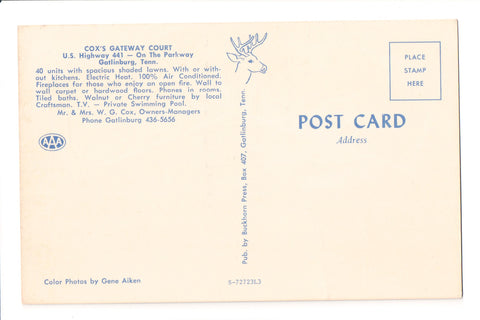 COX'S GATEWAY COURT
U.S. Highway 441 — On The Parkway
Gatlinburg, Tenn.
40 units with spacious shaded lawns. With or with-
out kitchens. Electric Heat. 100% Air Conditioned.
Fireplaces for those who enjoy an open fire. Wall to
wall carpet or hardwood floors. Phones in rooms.
Tiled baths. Walnut or Cherry furniture by local
Craftsman. T.V. — Private Swimming Pool.
Mr. & Mrs. W. G. Cox, Owners-Managers
Phone Gatlinburg 436-5656
AAA
Color Photos by Gene Aiken
Pub. by Buckhorn Press, Box 407, Gatlinburg, Tenn.
S-72723L3
PLACE
STAMP
HERE
POST CARD
Address